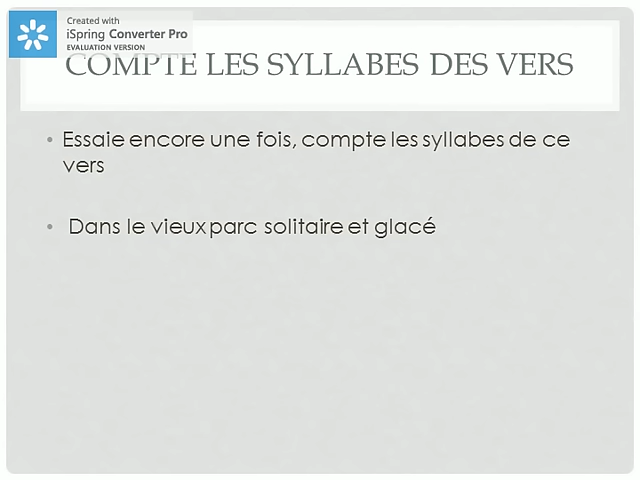 Created with
iSpring Converter Pro
EVALUATION VERSION
COMPTE LES SYLLABES DES VERS
• Essaie encore une fois, compte les syllabes de ce
vers
• Dans le vieux parc solitaire et glacé